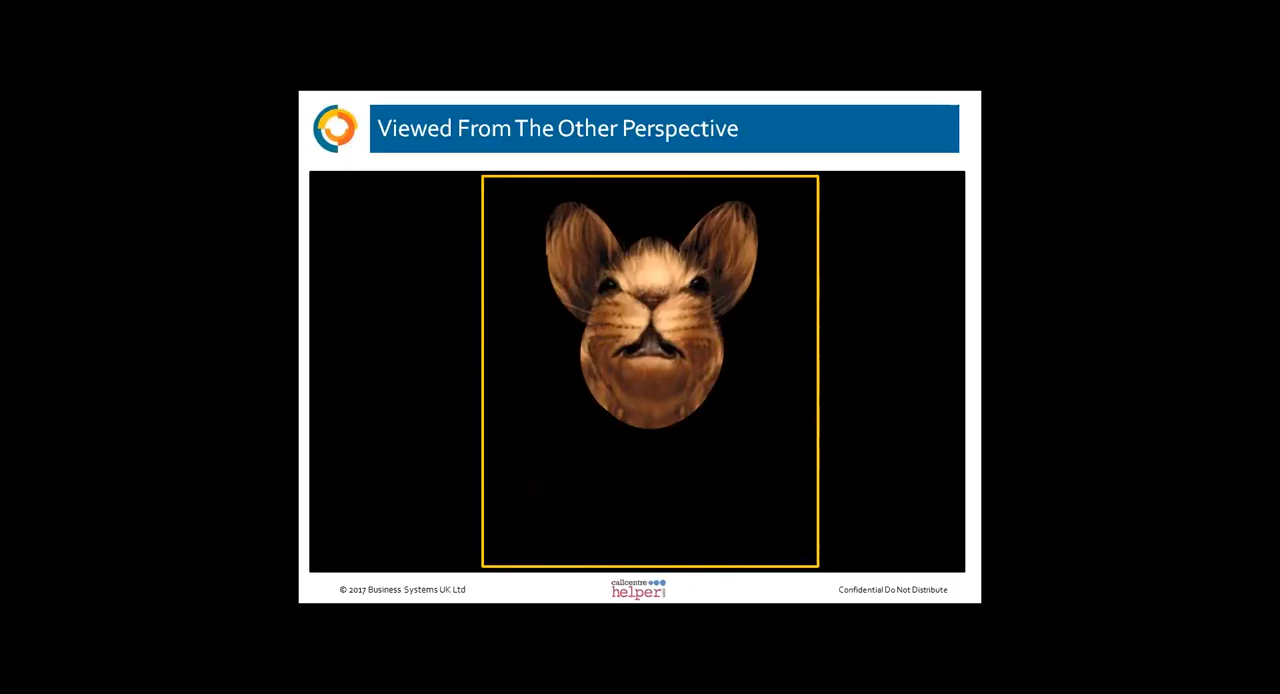 Viewed From The Other Perspective
© 2017 Business Systems UK Ltd
callcentre
helper
Confidential Do Not Distribute